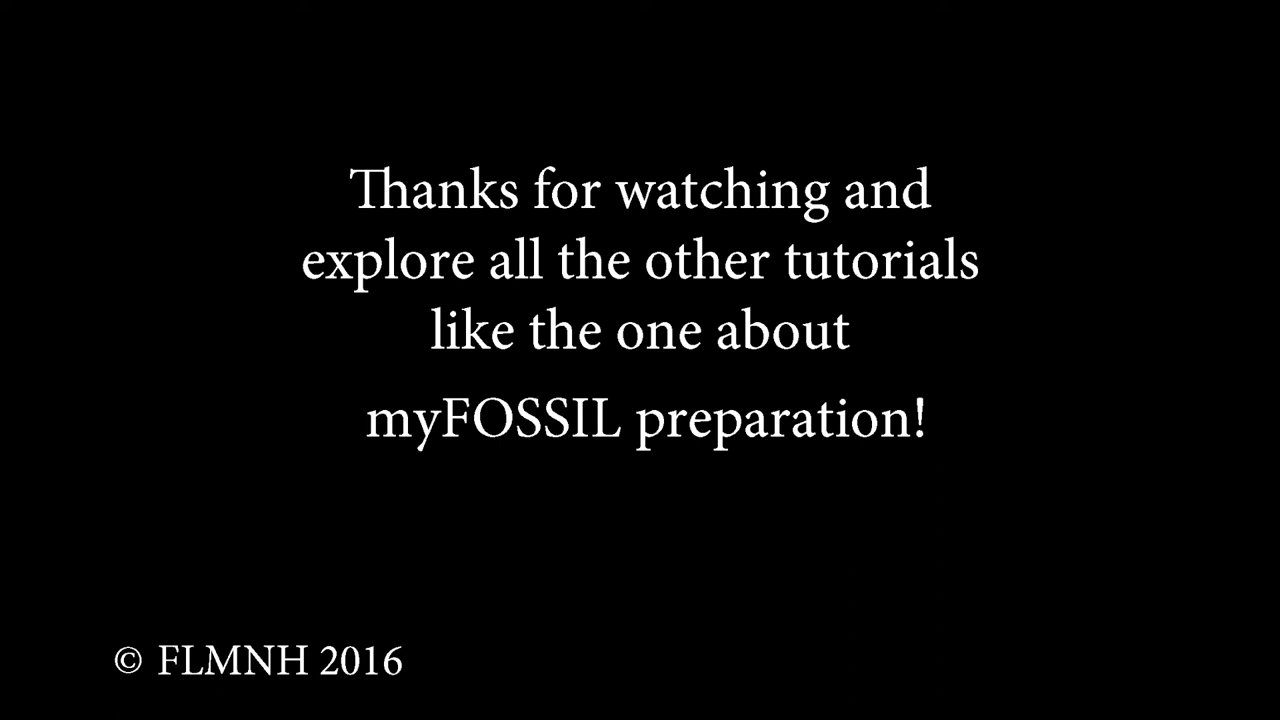 Thanks for watching and
explore all the other tutorials
like the one about
myFOSSIL preparation!
© FLMNH 2016